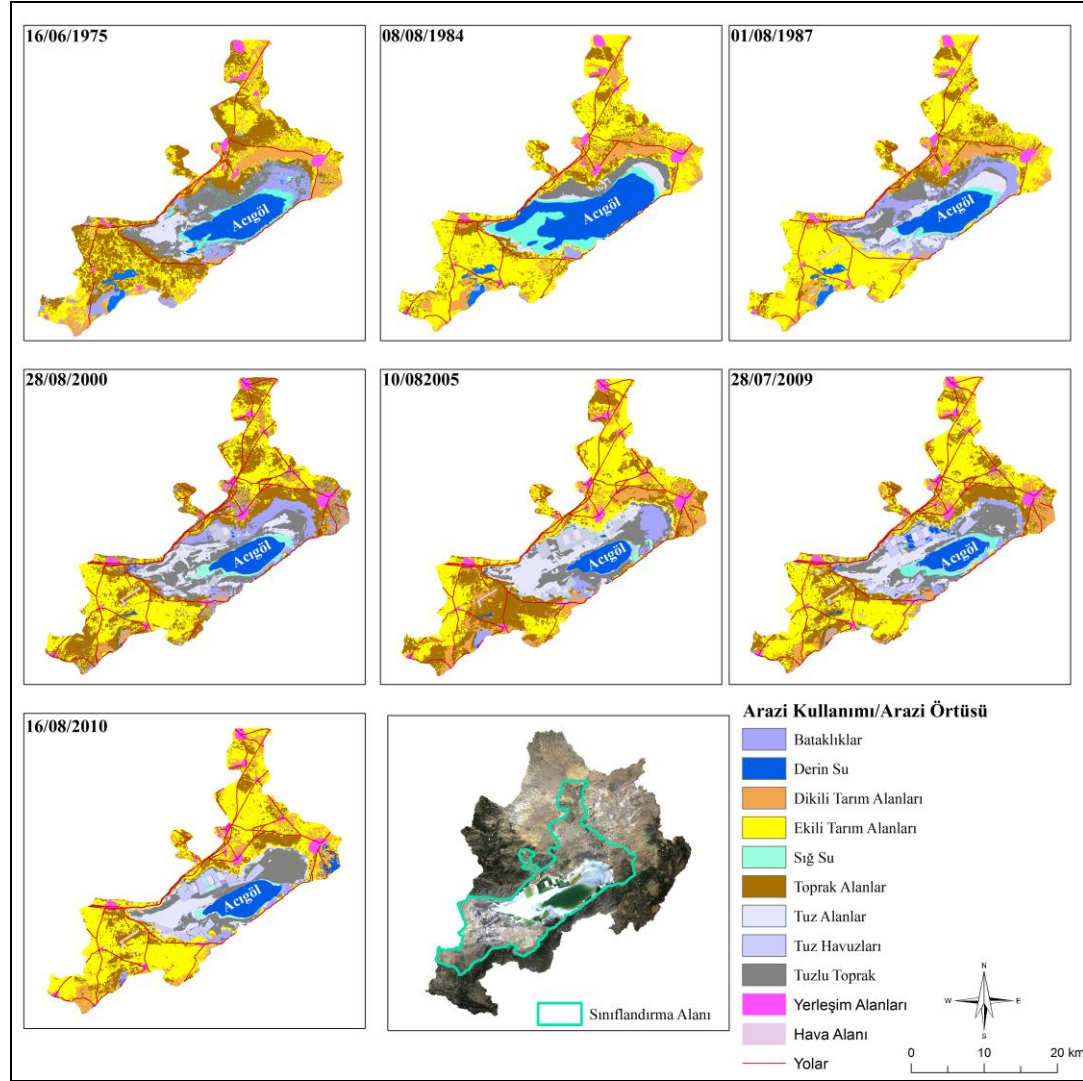 16/06/1975
08/08/1984
01/08/1987
Acıgöl
Acıgöl
Acıgöl
28/08/2000
10/082005
28/07/2009
Acıgöl
Acıgöl
Acıgöl
16/08/2010
Acıgöl
Sınıflandırma Alanı
Arazi Kullanımı/Arazi Örtüsü
Bataklıklar
Derin Su
Dikili Tarım Alanları
Ekili Tarım Alanları
Sığ Su
Toprak Alanlar
Tuz Alanlar
Tuz Havuzları
Tuzlu Toprak
Yerleşim Alanları
Hava Alanı
Yolar
N
W E
S
0 10 20 km